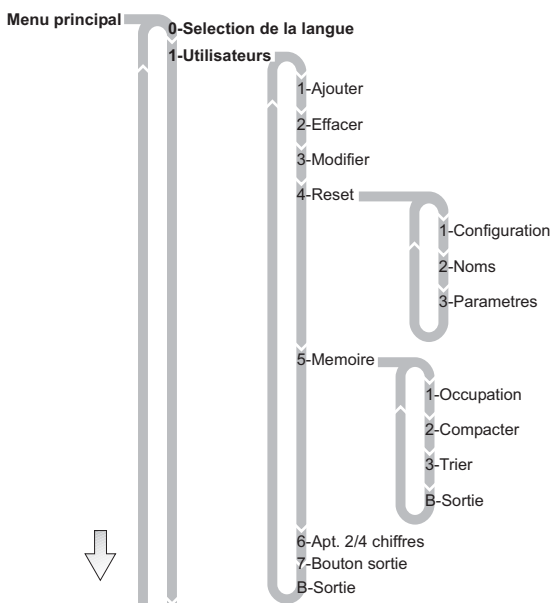 Menu principal
0-Selection de la langue
1-Utilisateurs
1-Ajouter
2-Effacer
3-Modifier
4-Reset
1-Configuration
2-Noms
3-Parametres
5-Memoire
1-Occupation
2-Compacter
3-Trier
B-Sortie
6-Apt. 2/4 chiffres
7-Bouton sortie
B-Sortie